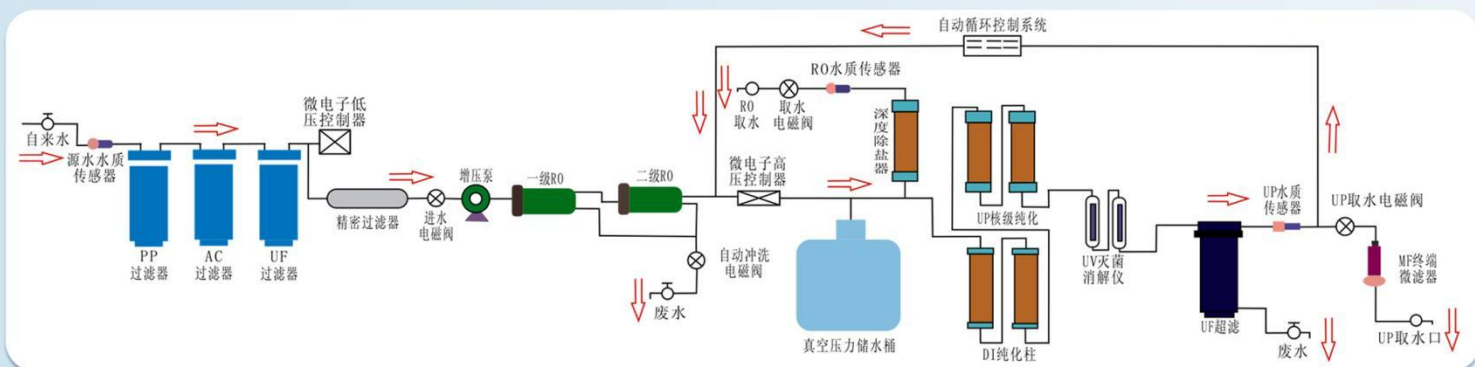 自动循环控制系统
RO水质传感器
RO
取水
取水
电磁阀
深度除盐器
微电子低
压控制器
自来水
源水水质
传感器
PP
过滤器
AC
过滤器
UF
过滤器
精密过滤器
进水
电磁阀
增压泵
一级RO
二级RO
微电子高
压控制器
自动冲洗
电磁阀
废水
真空压力储水桶
UP核级纯化
DI纯化柱
UV灭菌
消解仪
UF超滤
UP水质
传感器
UP取水电磁阀
MF终端
微滤器
废水
UP取水口